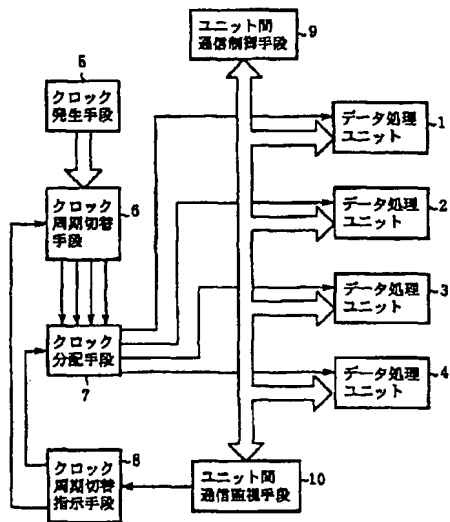 ユニット間
通信制御手段
9
5
クロック
発生手段
データ処理
ユニット
1
クロック
周期切替
手段
6
データ処理
ユニット
2
データ処理
ユニット
3
クロック
分配手段
7
データ処理
ユニット
4
クロック
周期切替
指示手段
8
ユニット間
通信監視手段
10